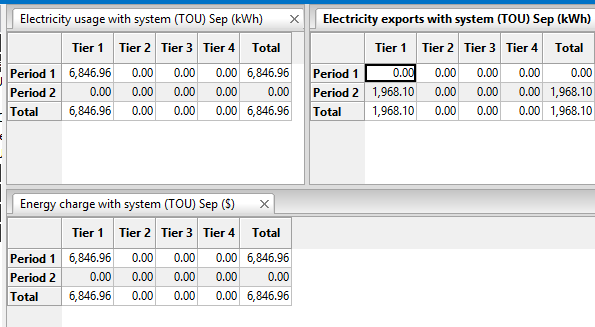 Electricity usage with system (TOU) Sep (kWh)
Tier 1 Tier 2 Tier 3 Tier 4 Total
Period 1 6,846.96 0.00 0.00 0.00 6,846.96
Period 2 0.00 0.00 0.00 0.00 0.00
Total 6,846.96 0.00 0.00 0.00 6,846.96
Electricity exports with system (TOU) Sep (kWh)
Tier 1 Tier 2 Tier 3 Tier 4 Total
Period 1 0.00 0.00 0.00 0.00 0.00
Period 2 1,968.10 0.00 0.00 0.00 1,968.10
Total 1,968.10 0.00 0.00 0.00 1,968.10
Energy charge with system (TOU) Sep ($)
Tier 1 Tier 2 Tier 3 Tier 4 Total
Period 1 6,846.96 0.00 0.00 0.00 6,846.96
Period 2 0.00 0.00 0.00 0.00 0.00
Total 6,846.96 0.00 0.00 0.00 6,846.96